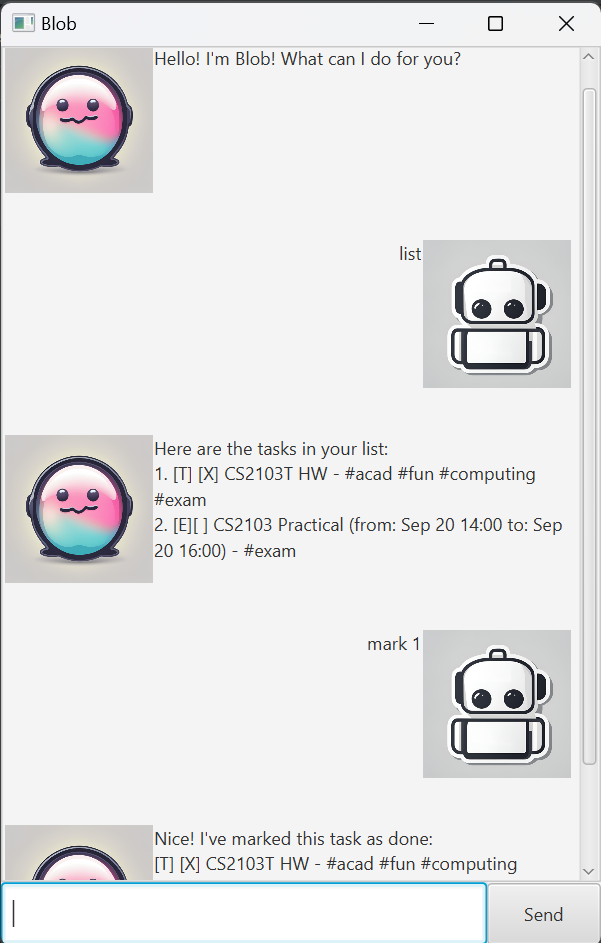 Blob
Hello! I'm Blob! What can I do for you?
list
Here are the tasks in your list:
1. [T] [X] CS2103T HW - #acad #fun #computing
#exam
2. [E][ ] CS2103 Practical (from: Sep 20 14:00 to: Sep
20 16:00) - #exam
mark 1
Nice! I've marked this task as done:
[T] [X] CS2103T HW - #acad #fun #computing
Send